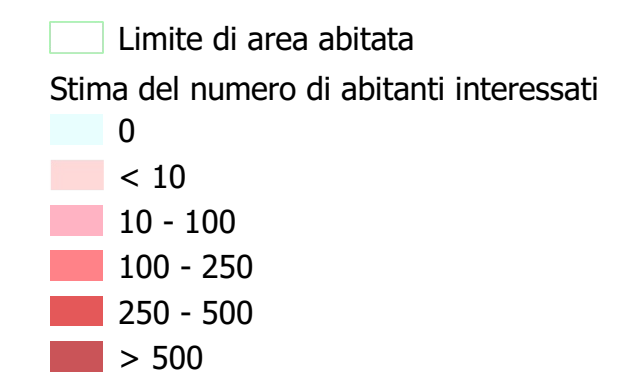 Limite di area abitata
Stima del numero di abitanti interessati
0
< 10
10 - 100
100 - 250
250 - 500
> 500